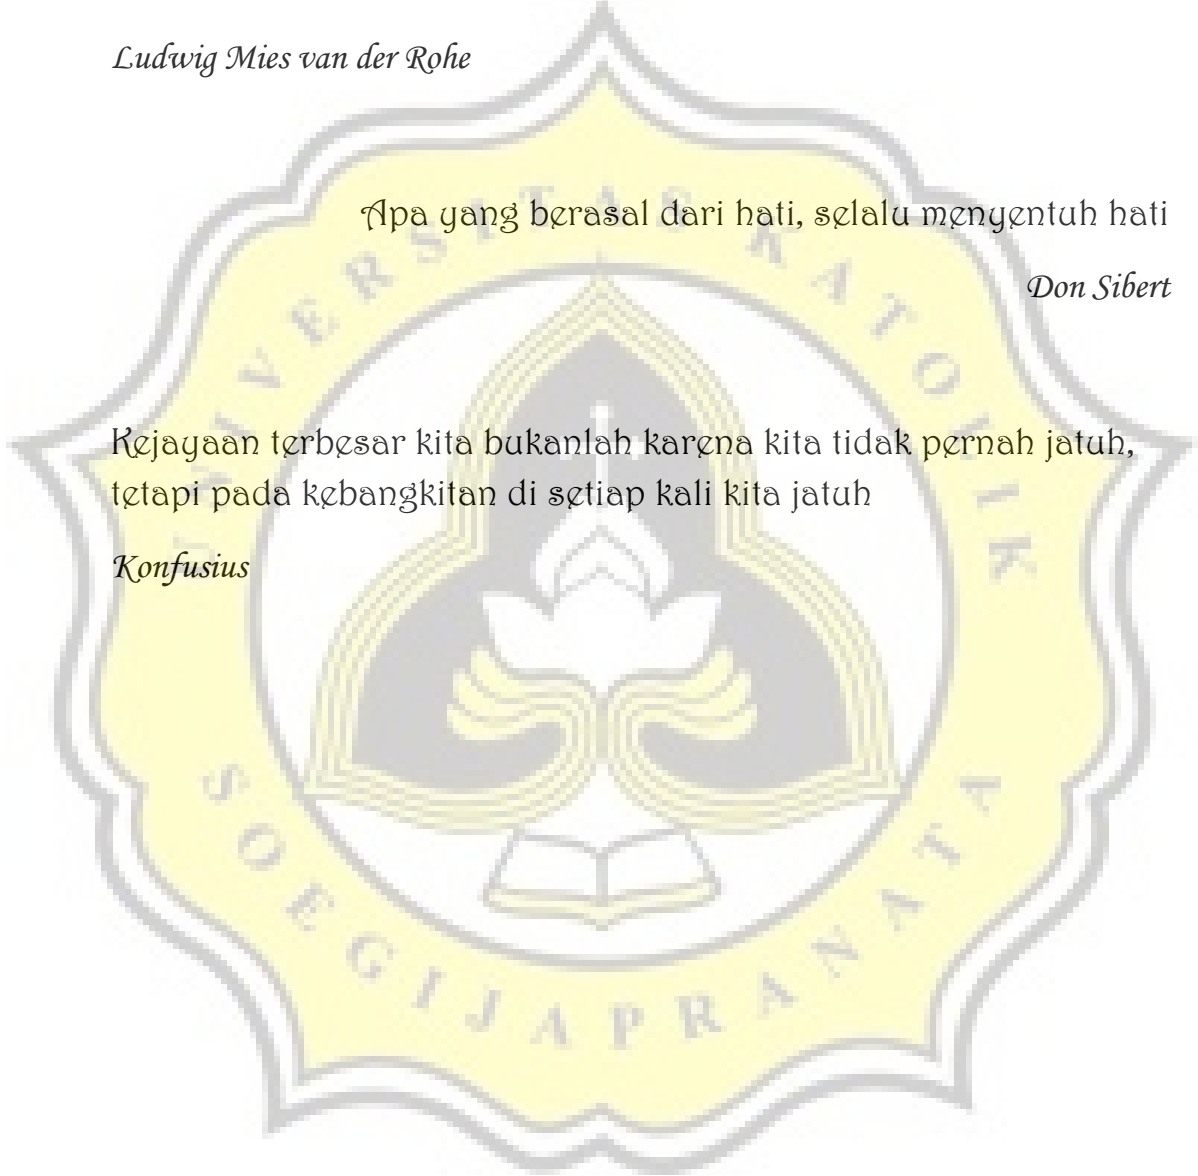 Ludwig Mies van der Rohe
Apa yang berasal dari hati, selalu menyentuh hati
Don Sibert
Kejayaan terbesar kita bukanlah karena kita tidak pernah jatuh,
tetapi pada kebangkitan di setiap kali kita jatuh
Konfusius
UNIVERSITAS KATOLIK
SOEGIJAPRANATA